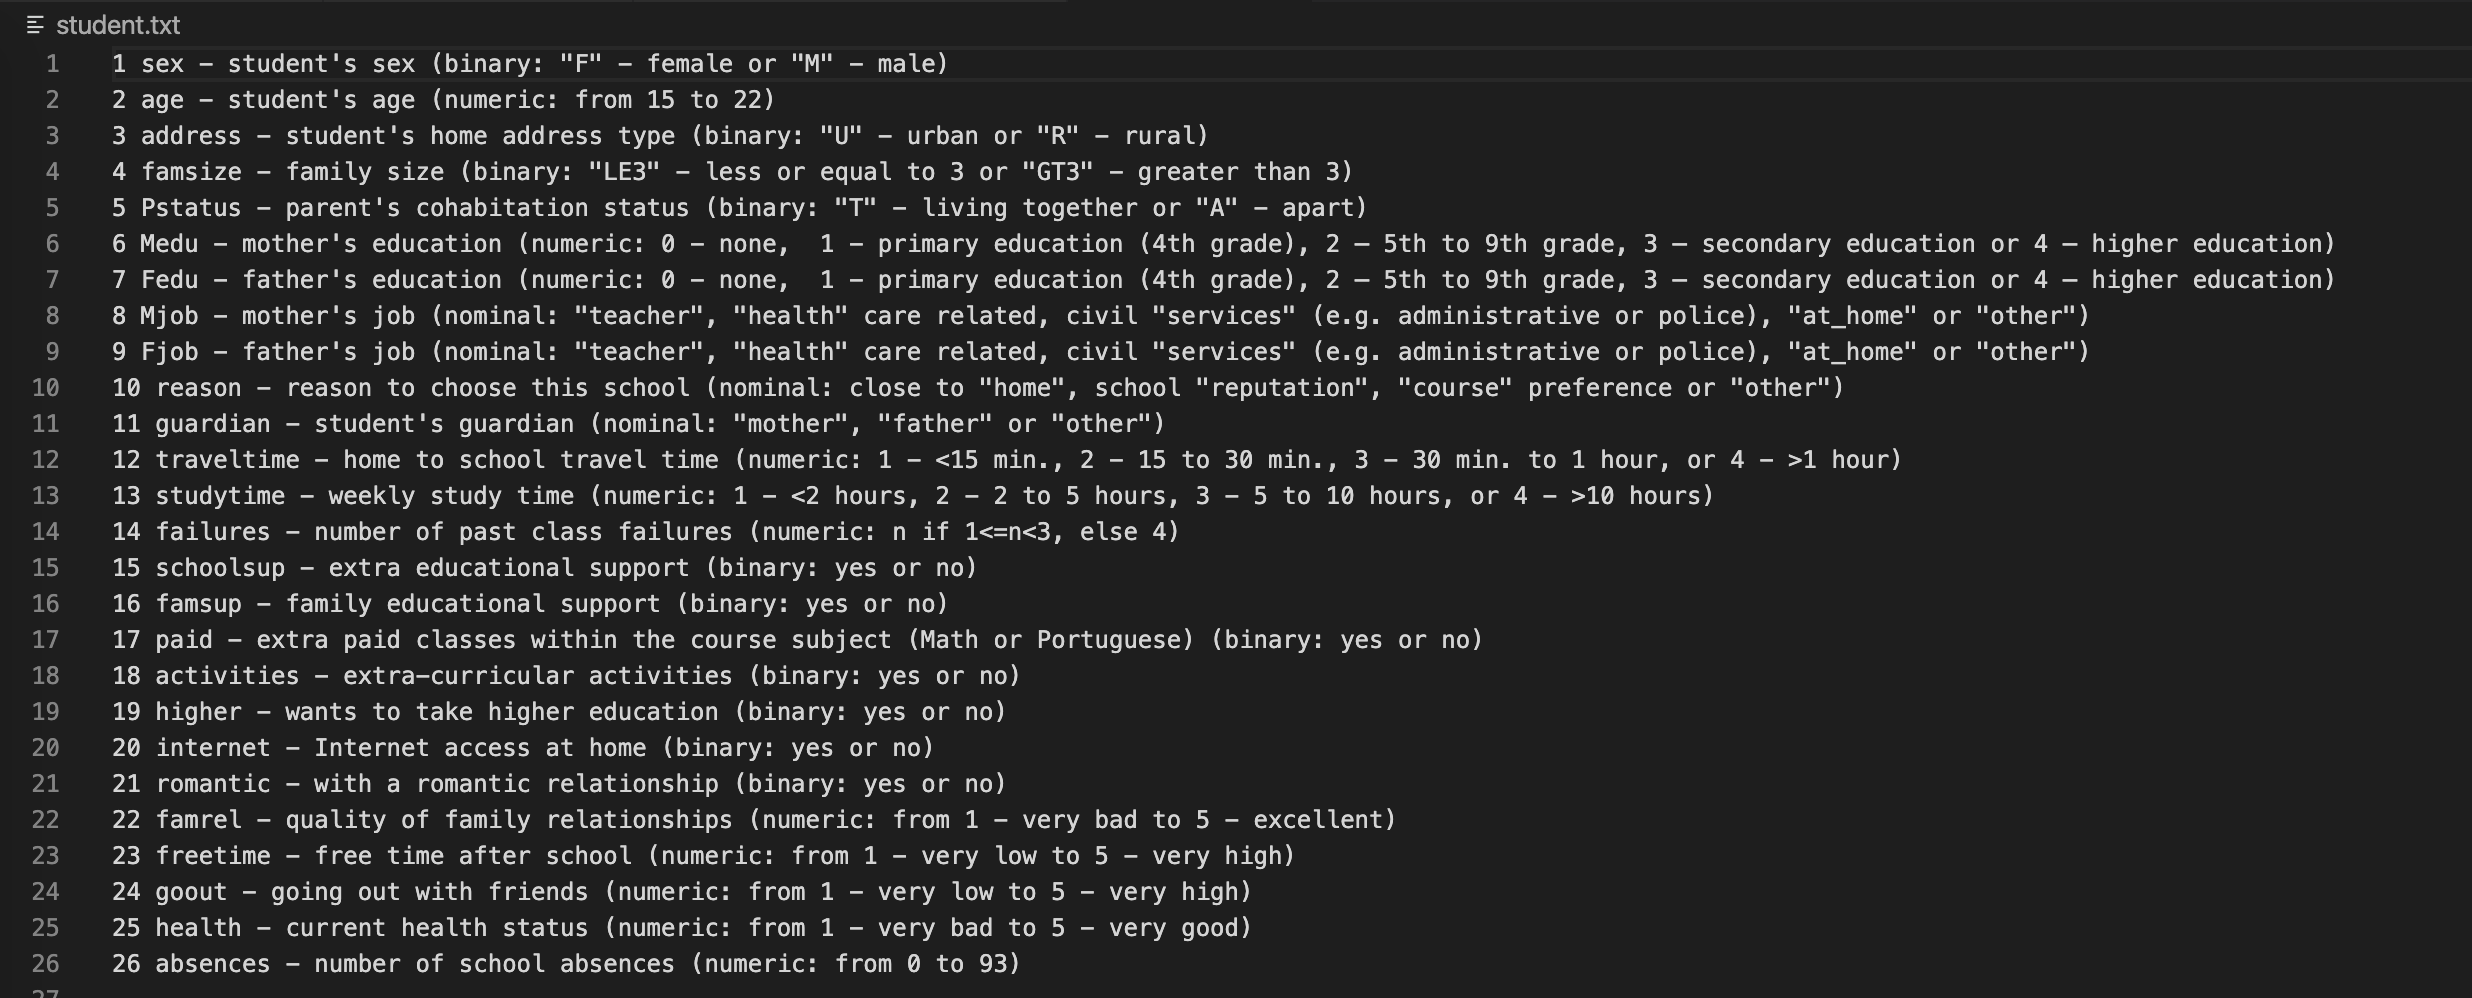 student.txt
1 1 sex – student's sex (binary: "F" – female or "M" – male)
2 2 age – student's age (numeric: from 15 to 22)
3 3 address – student's home address type (binary: "U" – urban or "R" – rural)
4 4 famsize – family size (binary: "LE3" – less or equal to 3 or "GT3" – greater than 3)
5 5 Pstatus – parent's cohabitation status (binary: "T" – living together or "A" – apart)
6 6 Medu – mother's education (numeric: 0 – none,  1 – primary education (4th grade), 2 – 5th to 9th grade, 3 – secondary education or 4 – higher education)
7 7 Fedu – father's education (numeric: 0 – none,  1 – primary education (4th grade), 2 – 5th to 9th grade, 3 – secondary education or 4 – higher education)
8 8 Mjob – mother's job (nominal: "teacher", "health" care related, civil "services" (e.g. administrative or police), "at_home" or "other")
9 9 Fjob – father's job (nominal: "teacher", "health" care related, civil "services" (e.g. administrative or police), "at_home" or "other")
10 10 reason – reason to choose this school (nominal: close to "home", school "reputation", "course" preference or "other")
11 11 guardian – student's guardian (nominal: "mother", "father" or "other")
12 12 traveltime – home to school travel time (numeric: 1 – <15 min., 2 – 15 to 30 min., 3 – 30 min. to 1 hour, or 4 – >1 hour)
13 13 studytime – weekly study time (numeric: 1 – <2 hours, 2 – 2 to 5 hours, 3 – 5 to 10 hours, or 4 – >10 hours)
14 14 failures – number of past class failures (numeric: n if 1<=n<3, else 4)
15 15 schoolsup – extra educational support (binary: yes or no)
16 16 famsup – family educational support (binary: yes or no)
17 17 paid – extra paid classes within the course subject (Math or Portuguese) (binary: yes or no)
18 18 activities – extra-curricular activities (binary: yes or no)
19 19 higher – wants to take higher education (binary: yes or no)
20 20 internet – Internet access at home (binary: yes or no)
21 21 romantic – with a romantic relationship (binary: yes or no)
22 22 famrel – quality of family relationships (numeric: from 1 – very bad to 5 – excellent)
23 23 freetime – free time after school (numeric: from 1 – very low to 5 – very high)
24 24 goout – going out with friends (numeric: from 1 – very low to 5 – very high)
25 25 health – current health status (numeric: from 1 – very bad to 5 – very good)
26 26 absences – number of school absences (numeric: from 0 to 93)
27